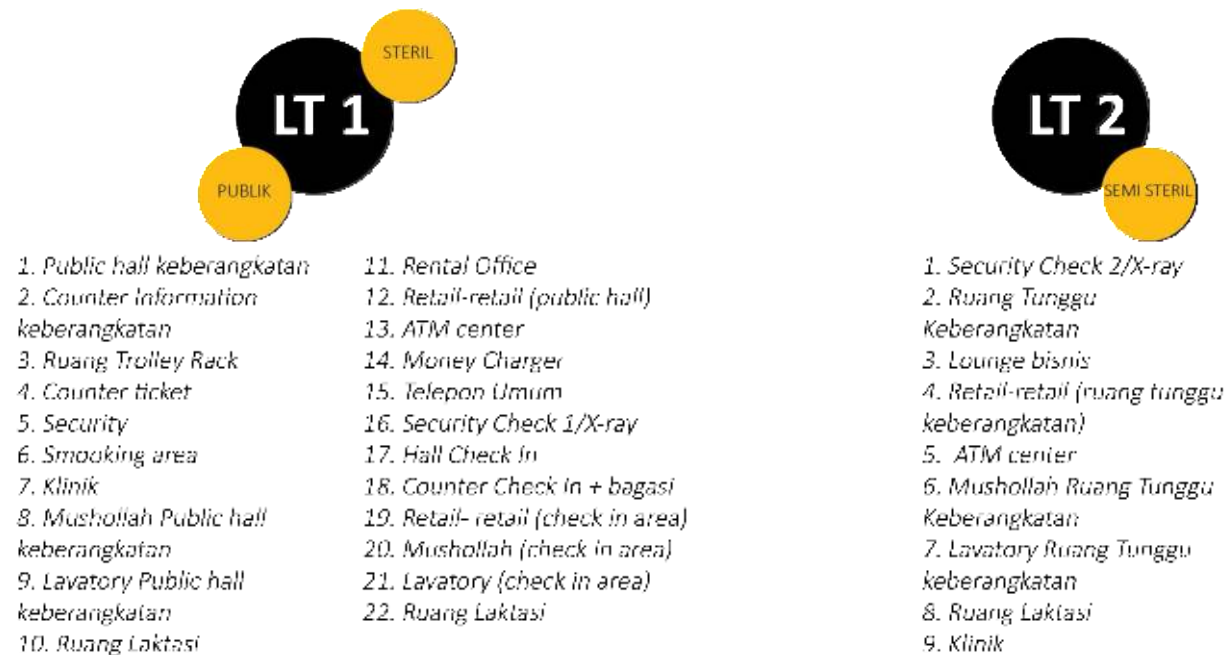 STERIL
LT 1
PUBLIK
1. Public hall keberangkatan
2. Counter Information
keberangkatan
3. Ruang Trolley Rack
4. Counter ticket
5. Security
6. Smooking area
7. Klinik
8. Mushollah Public hall
keberangkatan
9. Lavatory Public hall
keberangkatan
10. Ruang Laktasi
11. Rental Office
12. Retail-retail (public hall)
13. ATM center
14. Money Charger
15. Telepon Umum
16. Security Check 1/X-ray
17. Hall Check In
18. Counter Check in + bagasi
19. Retail- retail (check in area)
20. Mushollah (check in area)
21. Lavatory (check in area)
22. Ruang Laktasi
LT 2
SEMI STERIL
1. Security Check 2/X-ray
2. Ruang Tunggu
Keberangkatan
3. Lounge bisnis
4. Retail-retail (ruang tunggu
keberangkatan)
5. ATM center
6. Mushollah Ruang Tunggu
Keberangkatan
7. Lavatory Ruang Tunggu
keberangkatan
8. Ruang Laktasi
9. Klinik